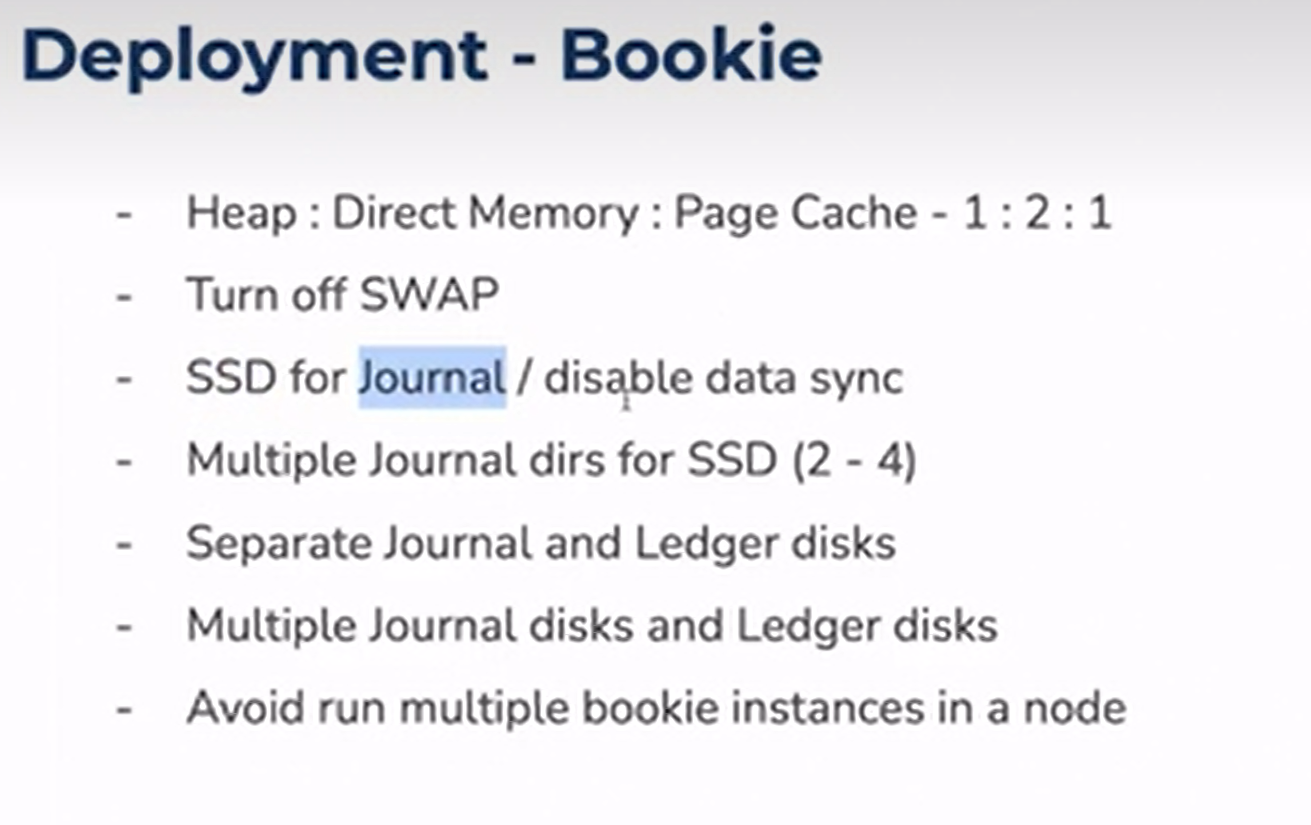 Deployment - Bookie
- Heap : Direct Memory : Page Cache - 1 : 2 : 1
- Turn off SWAP
- SSD for Journal / disable data sync
- Multiple Journal dirs for SSD (2 - 4)
- Separate Journal and Ledger disks
- Multiple Journal disks and Ledger disks
- Avoid run multiple bookie instances in a node